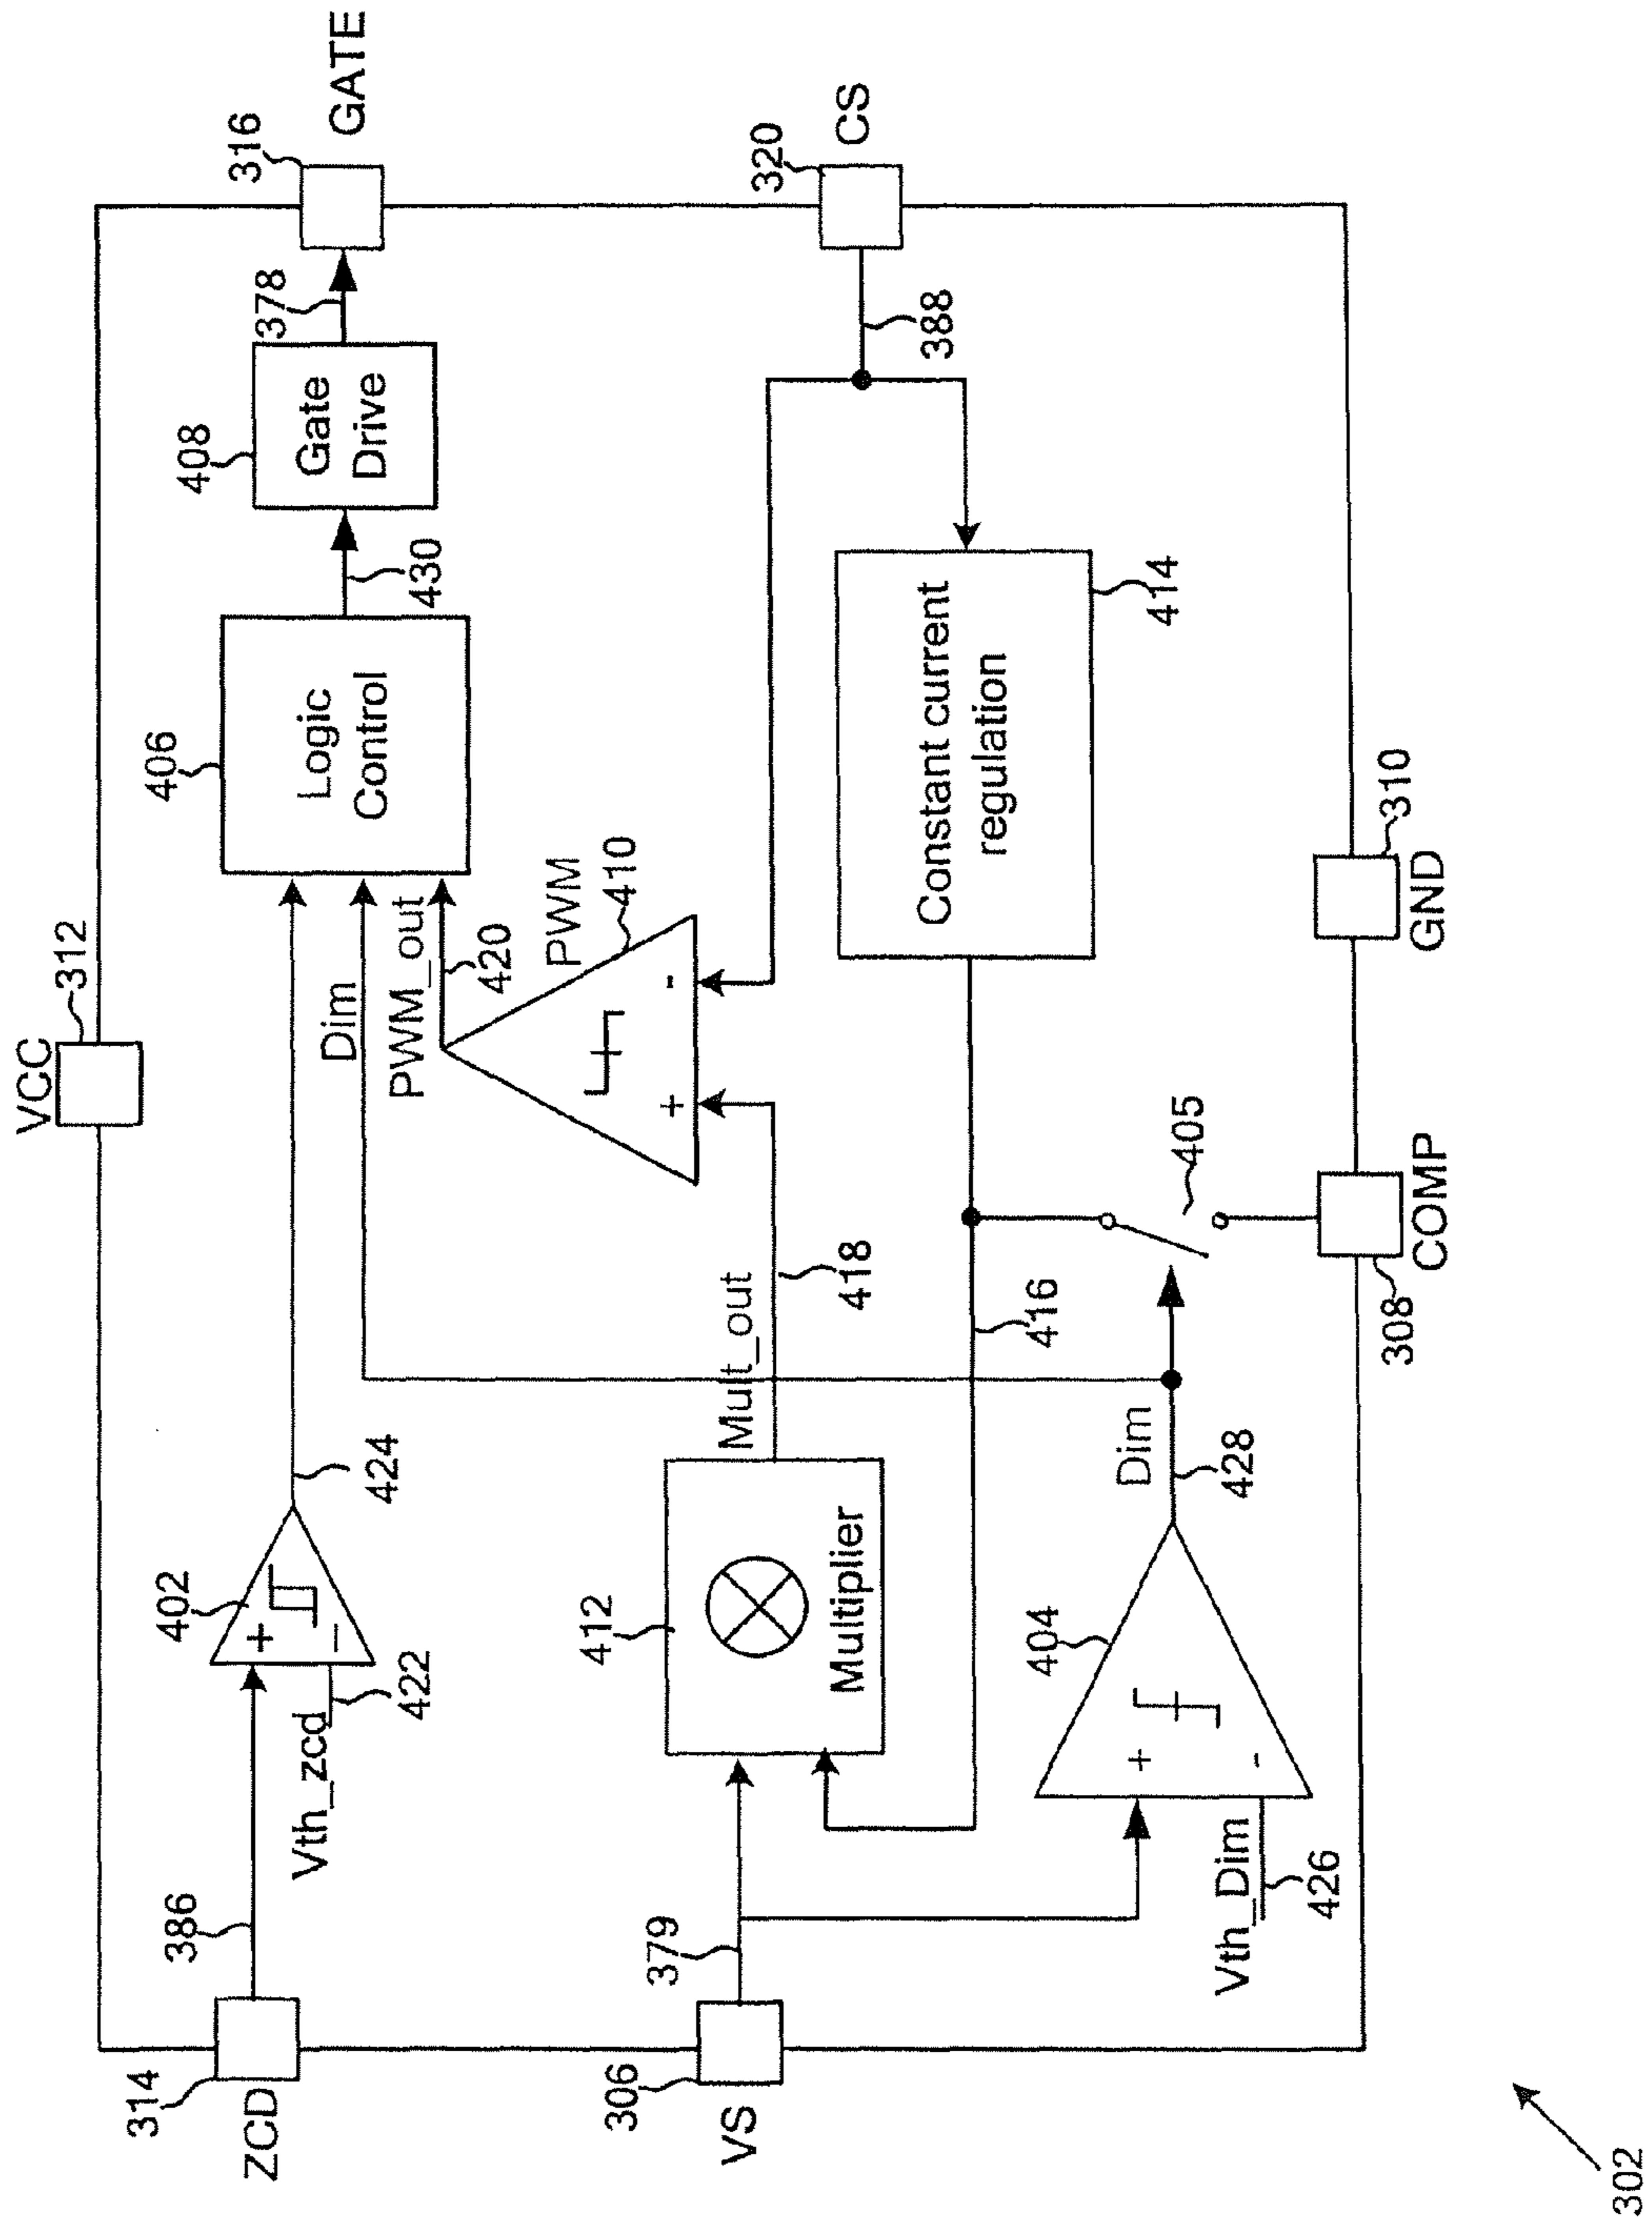 VCC
312
314
ZCD
386
Vth_zcd
422
402
+
−
424
406
Logic
Control
430
408
Gate
Drive
378
316
GATE
Dim
PWM_out
420
PWM
410
+
-
306
VS
379
412
Multiplier
Mult_out
418
320
CS
388
Constant current
regulation
414
416
404
+
-
Vth_Dim
426
Dim
428
405
308
COMP
310
GND
302